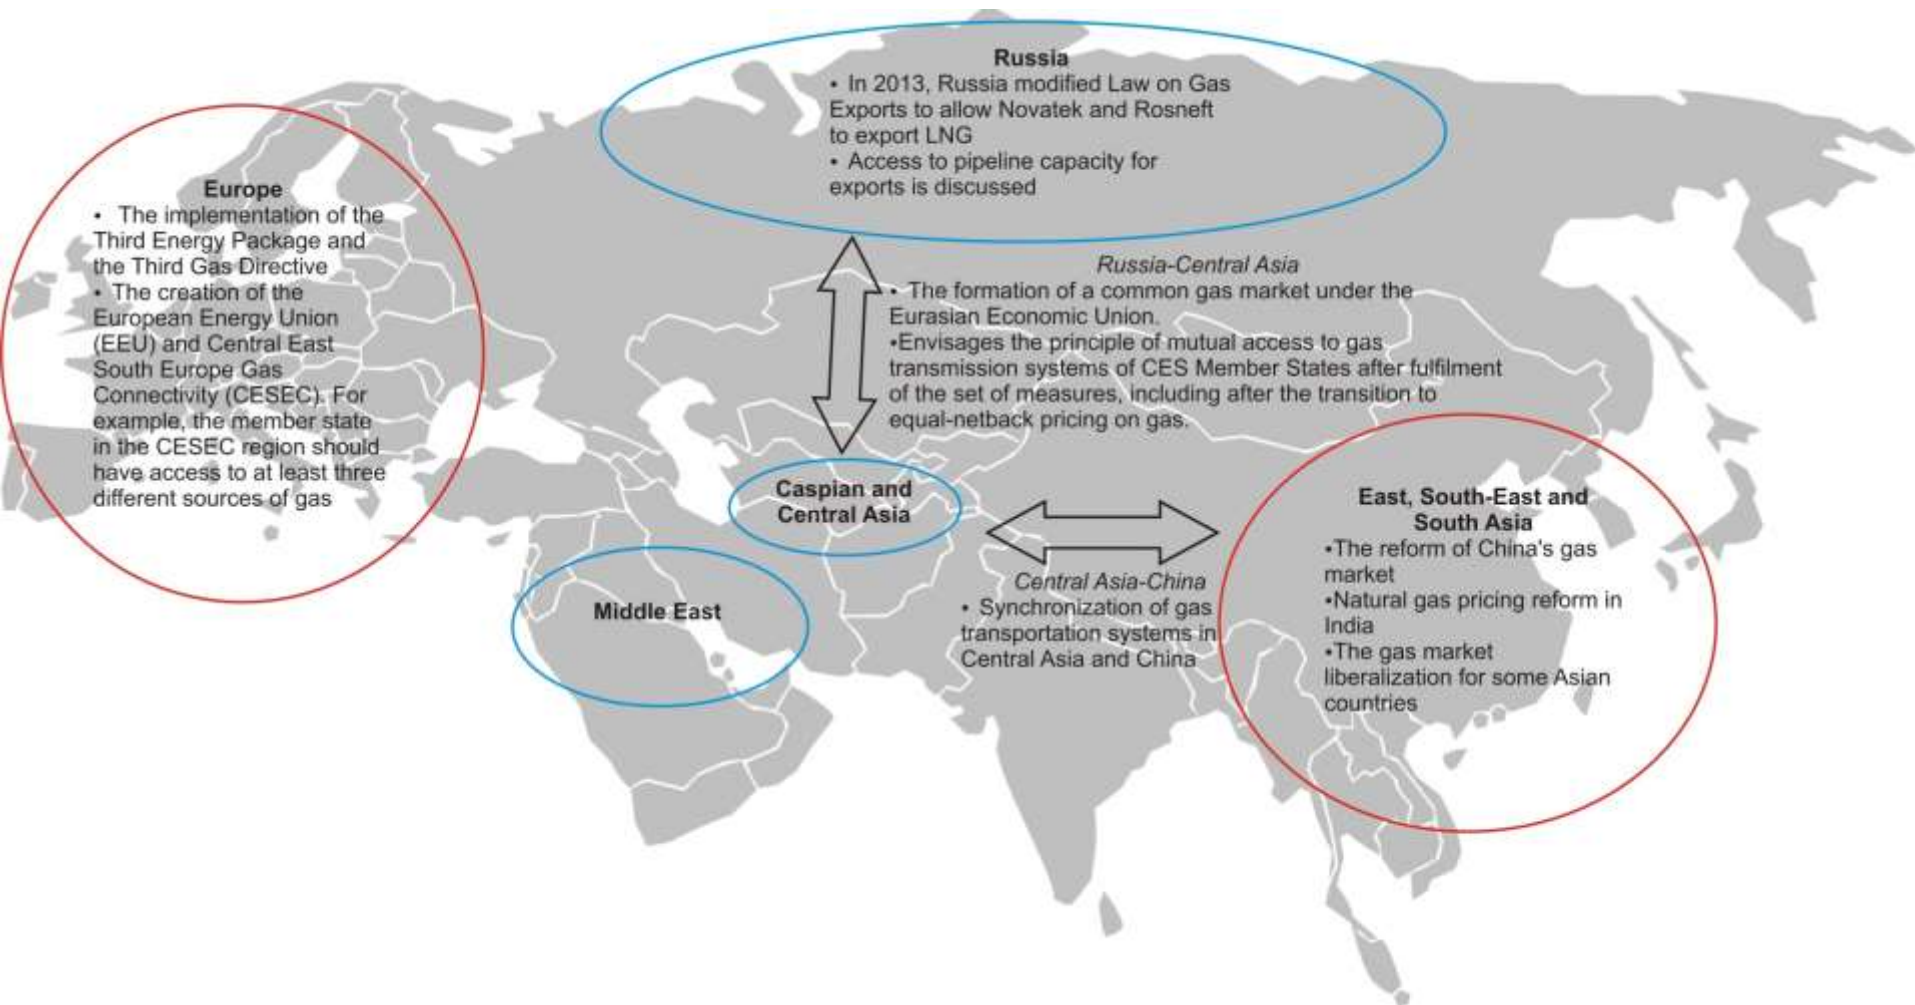 Russia
• In 2013, Russia modified Law on Gas
Exports to allow Novatek and Rosneft
to export LNG
• Access to pipeline capacity for
exports is discussed
Europe
• The implementation of the
Third Energy Package and
the Third Gas Directive
• The creation of the
European Energy Union
(EEU) and Central East
South Europe Gas
Connectivity (CESEC). For
example, the member state
in the CESEC region should
have access to at least three
different sources of gas
Russia-Central Asia
• The formation of a common gas market under the
Eurasian Economic Union.
•Envisages the principle of mutual access to gas
transmission systems of CES Member States after fulfilment
of the set of measures, including after the transition to
equal-netback pricing on gas.
Caspian and
Central Asia
Middle East
Central Asia-China
• Synchronization of gas
transportation systems in
Central Asia and China
East, South-East and
South Asia
•The reform of China's gas
market
•Natural gas pricing reform in
India
•The gas market
liberalization for some Asian
countries